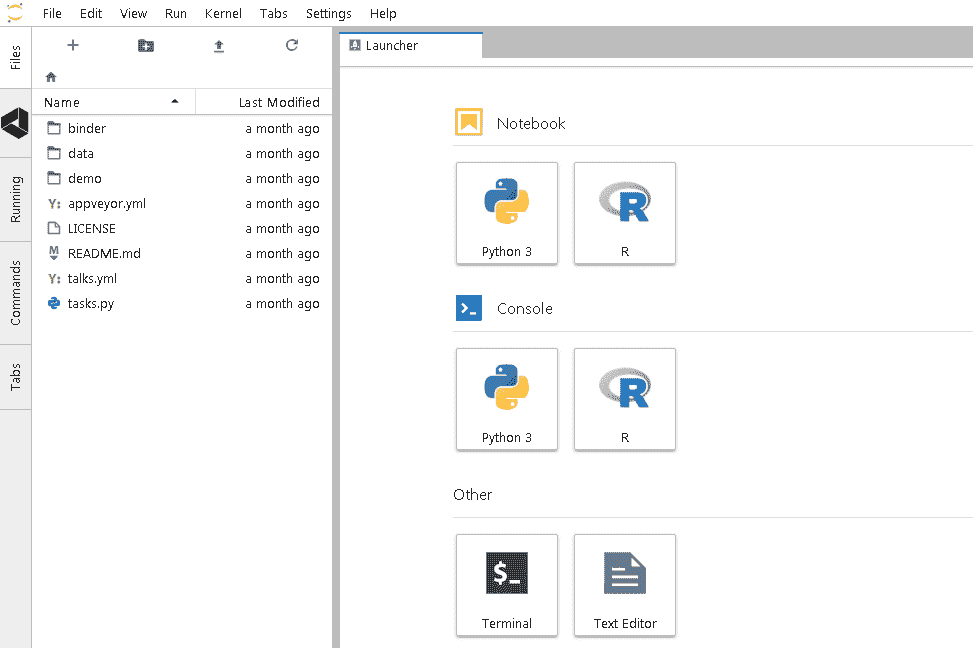 File Edit View Run Kernel Tabs Settings Help
Files
Running
Commands
Tabs
Name Last Modified
binder a month ago
data a month ago
demo a month ago
Y: appveyor.yml a month ago
LICENSE a month ago
M README.md a month ago
Y: talks.yml a month ago
tasks.py a month ago
Launcher
Notebook
Python 3
R
R
Console
>_
Python 3
R
R
Other
$_
Terminal
Text Editor